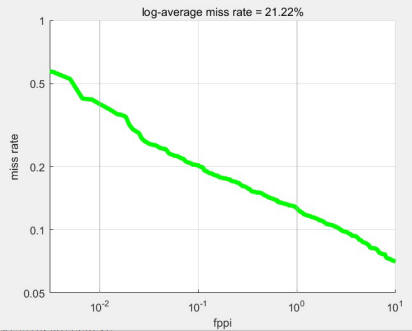 log-average miss rate = 21.22%
1
0.5
0.2
0.1
0.05
miss rate
10⁻² 10⁻¹ 10⁰ 10¹
fppi